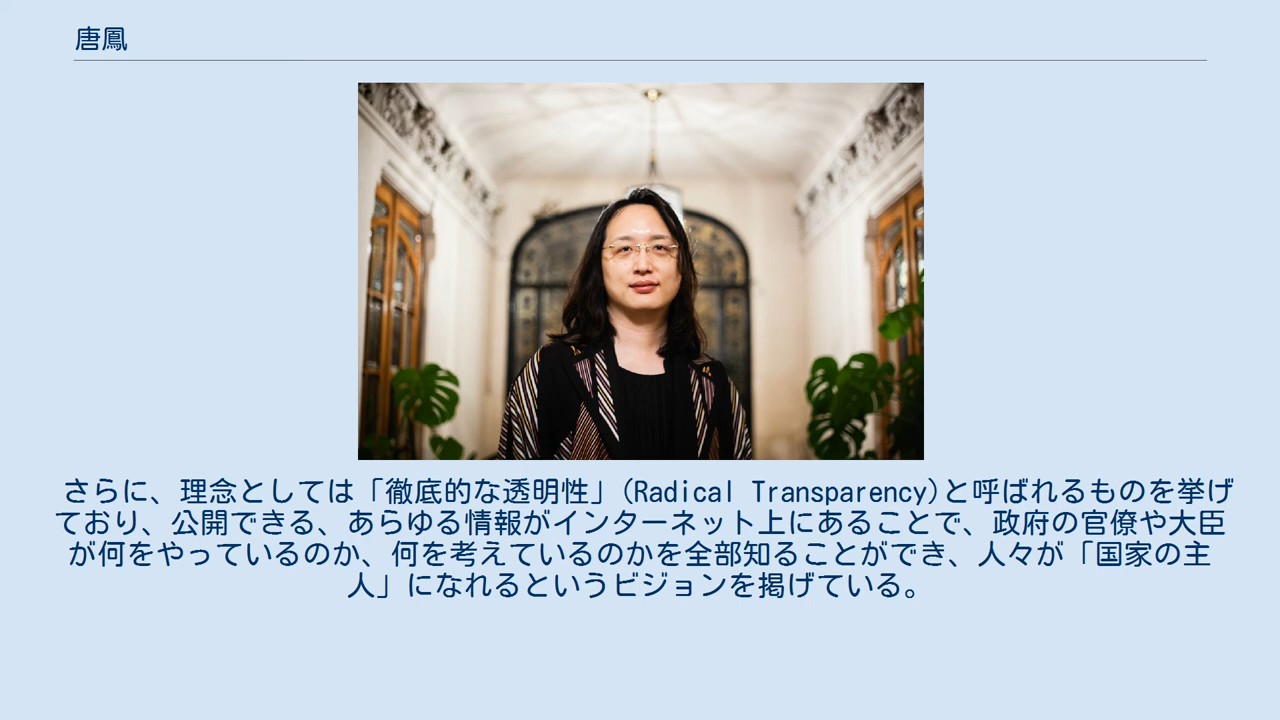 唐鳳
さらに、理念としては「徹底的な透明性」(Radical Transparency)と呼ばれるものを挙げ
ており、公開できる、あらゆる情報がインターネット上にあることで、政府の官僚や大臣
が何をやっているのか、何を考えているのかを全部知ることができ、人々が「国家の主
人」になれるというビジョンを掲げている。